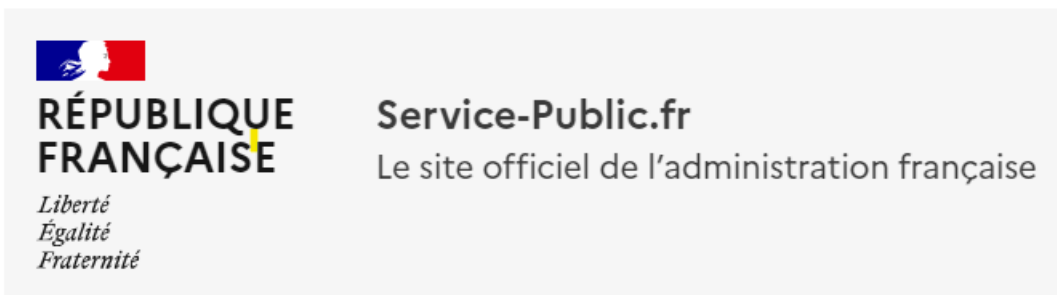 RÉPUBLIQUE
FRANÇAISE
Liberté
Égalité
Fraternité
Service-Public.fr
Le site officiel de l’administration française